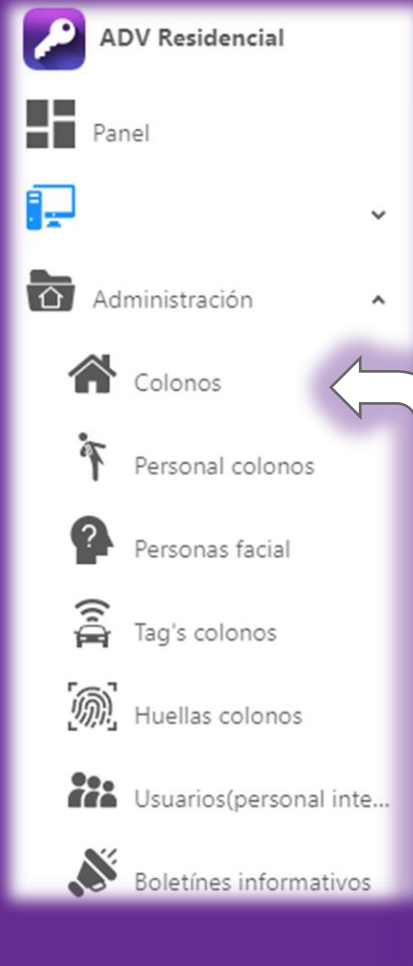 ADV Residencial
Panel
Administración
Colonos
Personal colonos
Personas facial
Tag's colonos
Huellas colonos
Usuarios(personal inte...
Boletínes informativos